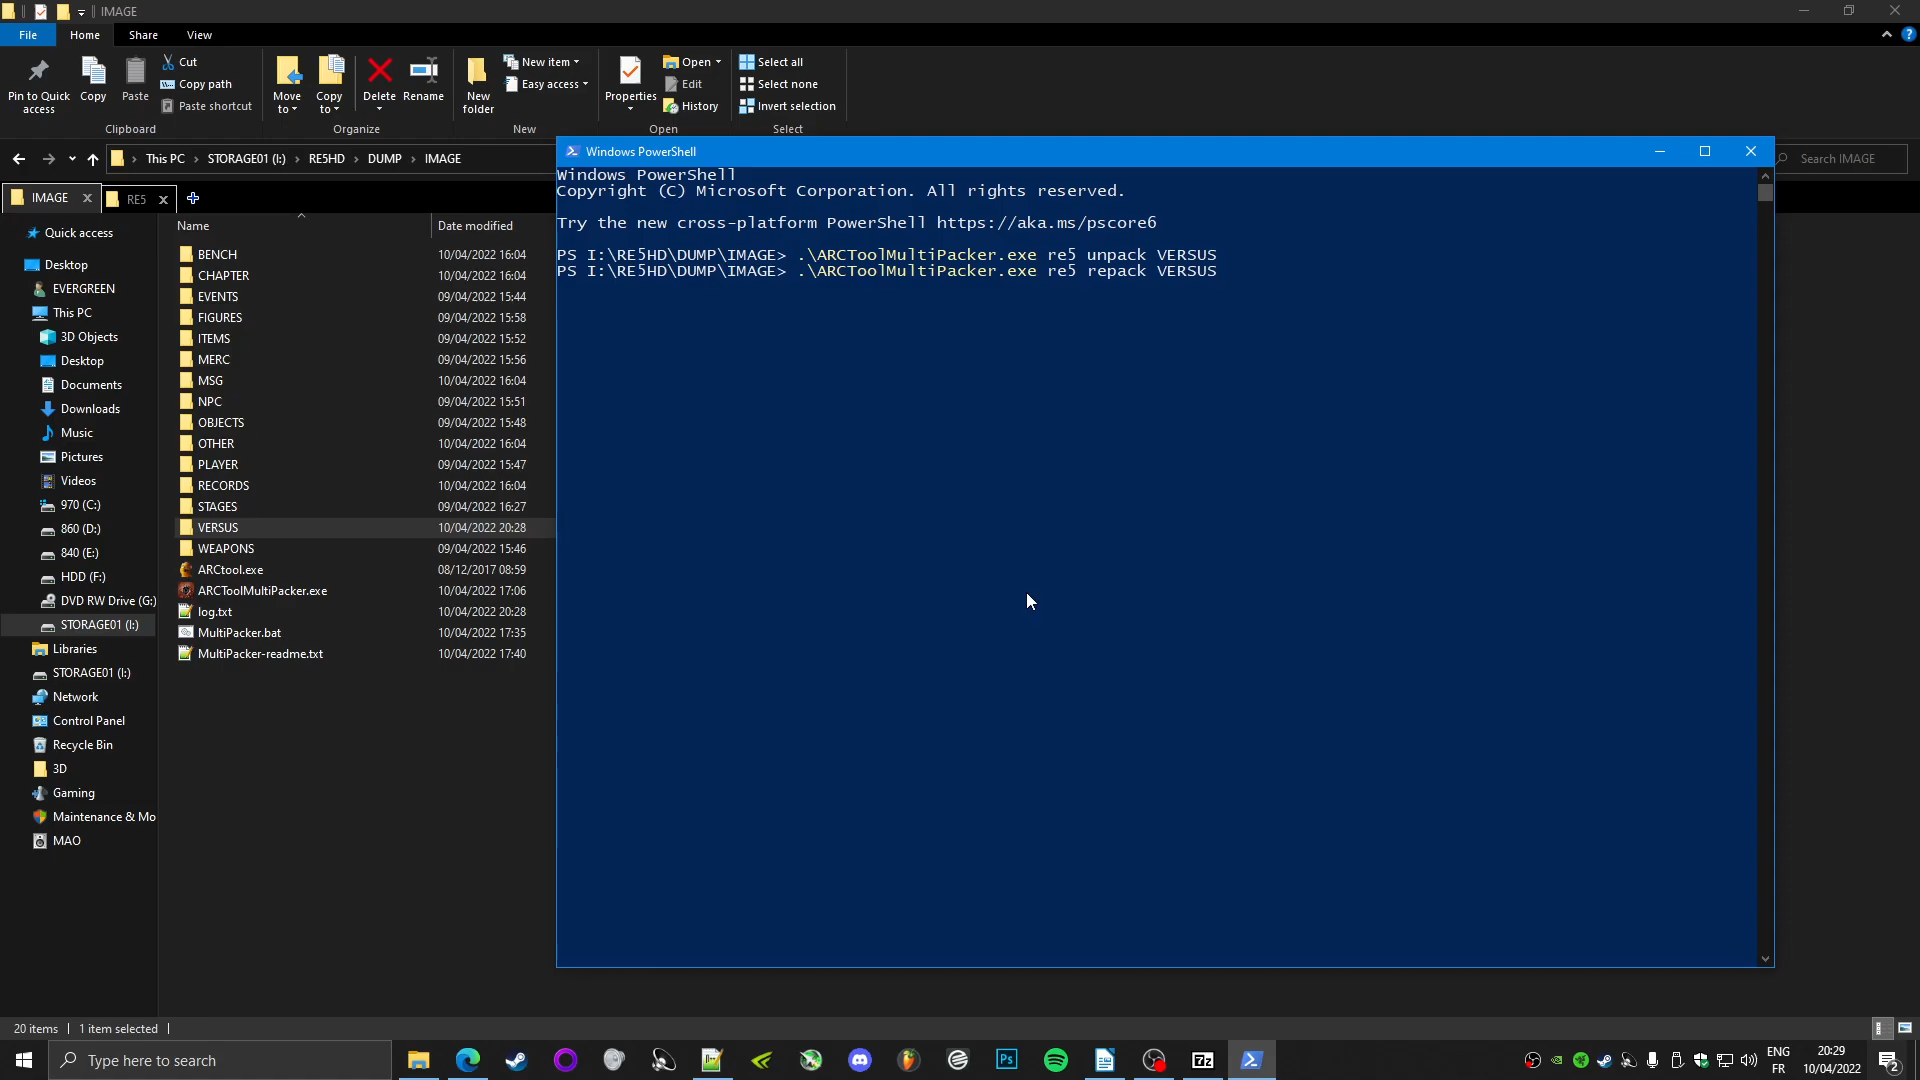 IMAGE
File
Home
Share
View
Pin to Quick access
Copy
Paste
Cut
Copy path
Paste shortcut
Clipboard
Move to
Copy to
Delete
Rename
Organize
New folder
New item
Easy access
New
Properties
Open
Edit
History
Open
Select all
Select none
Invert selection
Select
This PC > STORAGE01 (I:) > RE5HD > DUMP > IMAGE
Search IMAGE
IMAGE
RE5
Quick access
Desktop
EVERGREEN
This PC
3D Objects
Desktop
Documents
Downloads
Music
Pictures
Videos
970 (C:)
860 (D:)
840 (E:)
HDD (F:)
DVD RW Drive (G:)
STORAGE01 (I:)
Libraries
STORAGE01 (I:)
Network
Control Panel
Recycle Bin
3D
Gaming
Maintenance & Mo
MAO
Name Date modified
BENCH 10/04/2022 16:04
CHAPTER 10/04/2022 16:04
EVENTS 09/04/2022 15:44
FIGURES 09/04/2022 15:58
ITEMS 09/04/2022 15:52
MERC 09/04/2022 15:56
MSG 10/04/2022 16:04
NPC 09/04/2022 15:51
OBJECTS 09/04/2022 15:48
OTHER 10/04/2022 16:04
PLAYER 09/04/2022 15:47
RECORDS 10/04/2022 16:04
STAGES 09/04/2022 16:27
VERSUS 10/04/2022 20:28
WEAPONS 09/04/2022 15:46
ARCtool.exe 08/12/2017 08:59
ARCToolMultiPacker.exe 10/04/2022 17:06
log.txt 10/04/2022 20:28
MultiPacker.bat 10/04/2022 17:35
MultiPacker-readme.txt 10/04/2022 17:40
Windows PowerShell
Windows PowerShell
Copyright (C) Microsoft Corporation. All rights reserved.
Try the new cross-platform PowerShell https://aka.ms/pscore6
PS I:\RE5HD\DUMP\IMAGE> .\ARCToolMultiPacker.exe re5 unpack VERSUS
PS I:\RE5HD\DUMP\IMAGE> .\ARCToolMultiPacker.exe re5 repack VERSUS
20 items
1 item selected
Type here to search
Ps
7z
ENG
FR
20:29
10/04/2022
2